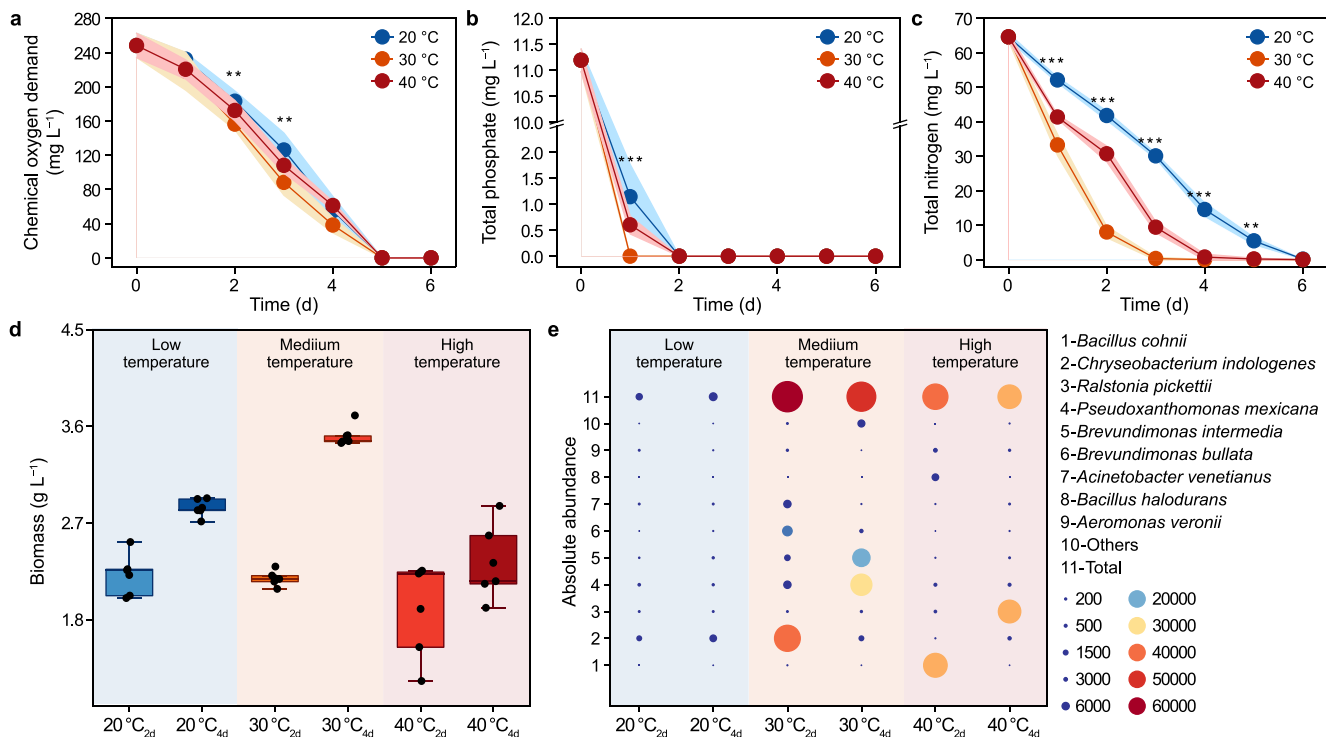 a
Chemical oxygen demand
(mg L⁻¹)
280
240
200
160
120
80
40
0
0
2
4
6
Time (d)
20 °C
30 °C
40 °C
**
**
b
Total phosphate (mg L⁻¹)
12.0
11.5
11.0
10.5
10.0
2.0
1.5
1.0
0.5
0.0
0
2
4
6
Time (d)
20 °C
30 °C
40 °C
***
c
Total nitrogen (mg L⁻¹)
70
60
50
40
30
20
10
0
0
2
4
6
Time (d)
20 °C
30 °C
40 °C
***
***
***
***
**
d
Biomass (g L⁻¹)
4.5
3.6
2.7
1.8
Low
temperature
Mediium
temperature
High
temperature
20 °C2d
20 °C4d
30 °C2d
30 °C4d
40 °C2d
40 °C4d
e
Absolute abundance
11
10
9
8
7
6
5
4
3
2
1
Low
temperature
Mediium
temperature
High
temperature
20 °C2d
20 °C4d
30 °C2d
30 °C4d
40 °C2d
40 °C4d
1-Bacillus cohnii
2-Chryseobacterium indologenes
3-Ralstonia pickettii
4-Pseudoxanthomonas mexicana
5-Brevundimonas intermedia
6-Brevundimonas bullata
7-Acinetobacter venetianus
8-Bacillus halodurans
9-Aeromonas veronii
10-Others
11-Total
200 20000
500 30000
1500 40000
3000 50000
6000 60000